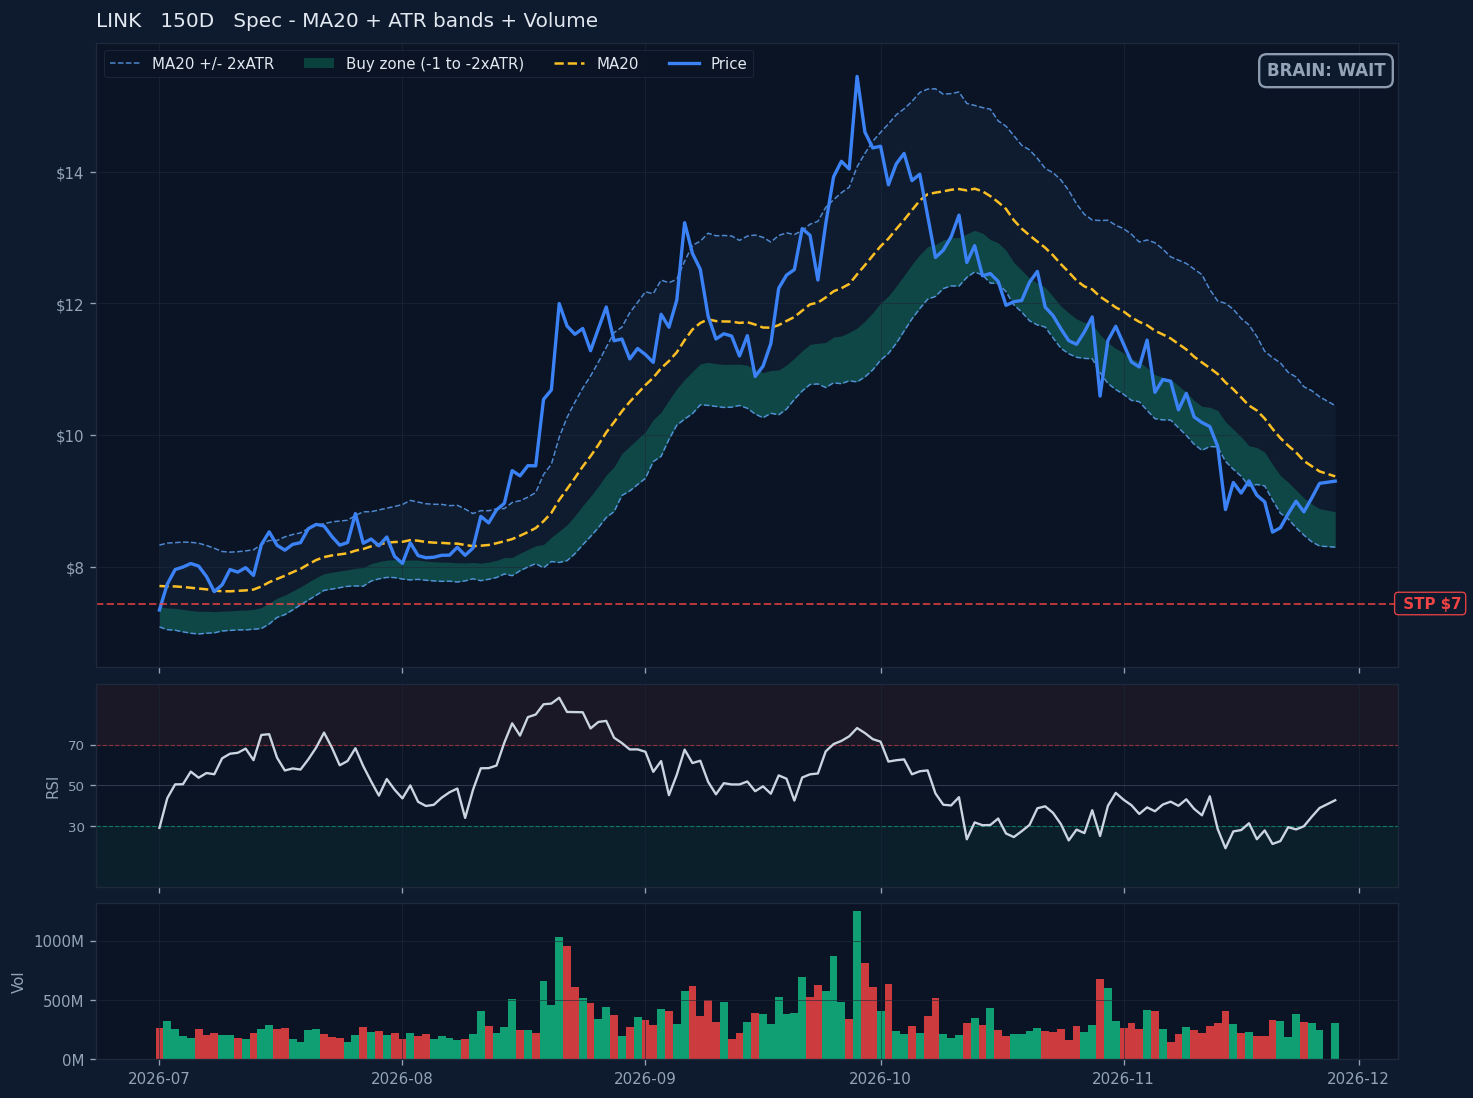 LINK   150D   Spec - MA20 + ATR bands + Volume
MA20 +/- 2xATR   Buy zone (-1 to -2xATR)   MA20   Price
BRAIN: WAIT
$14
$12
$10
$8
STP $7
RSI
70
50
30
Vol
1000M
500M
0M
2026-07   2026-08   2026-09   2026-10   2026-11   2026-12